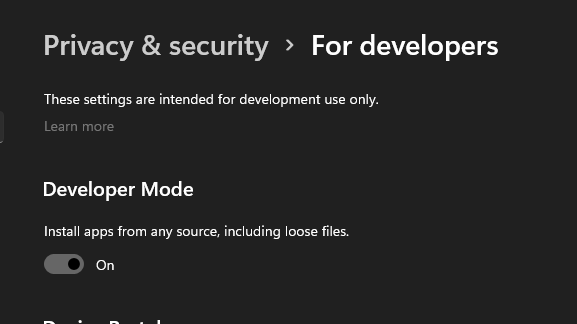 Privacy & security > For developers
These settings are intended for development use only.
Learn more
Developer Mode
Install apps from any source, including loose files.
On